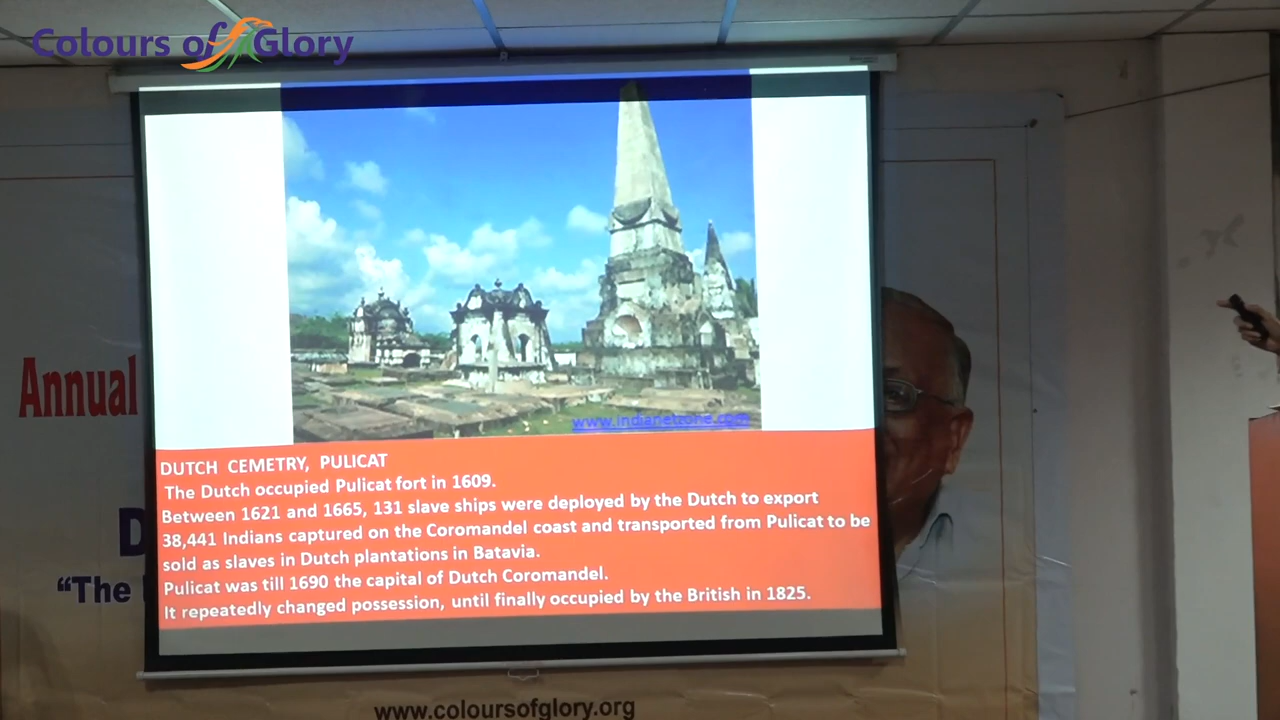 Colours of Glory
www.indianetzone.com
Annual
DUTCH CEMETRY, PULICAT
The Dutch occupied Pulicat fort in 1609.
Between 1621 and 1665, 131 slave ships were deployed by the Dutch to export
38,441 Indians captured on the Coromandel coast and transported from Pulicat to be
sold as slaves in Dutch plantations in Batavia.
Pulicat was till 1690 the capital of Dutch Coromandel.
It repeatedly changed possession, until finally occupied by the British in 1825.
D
“The
www.coloursofglory.org